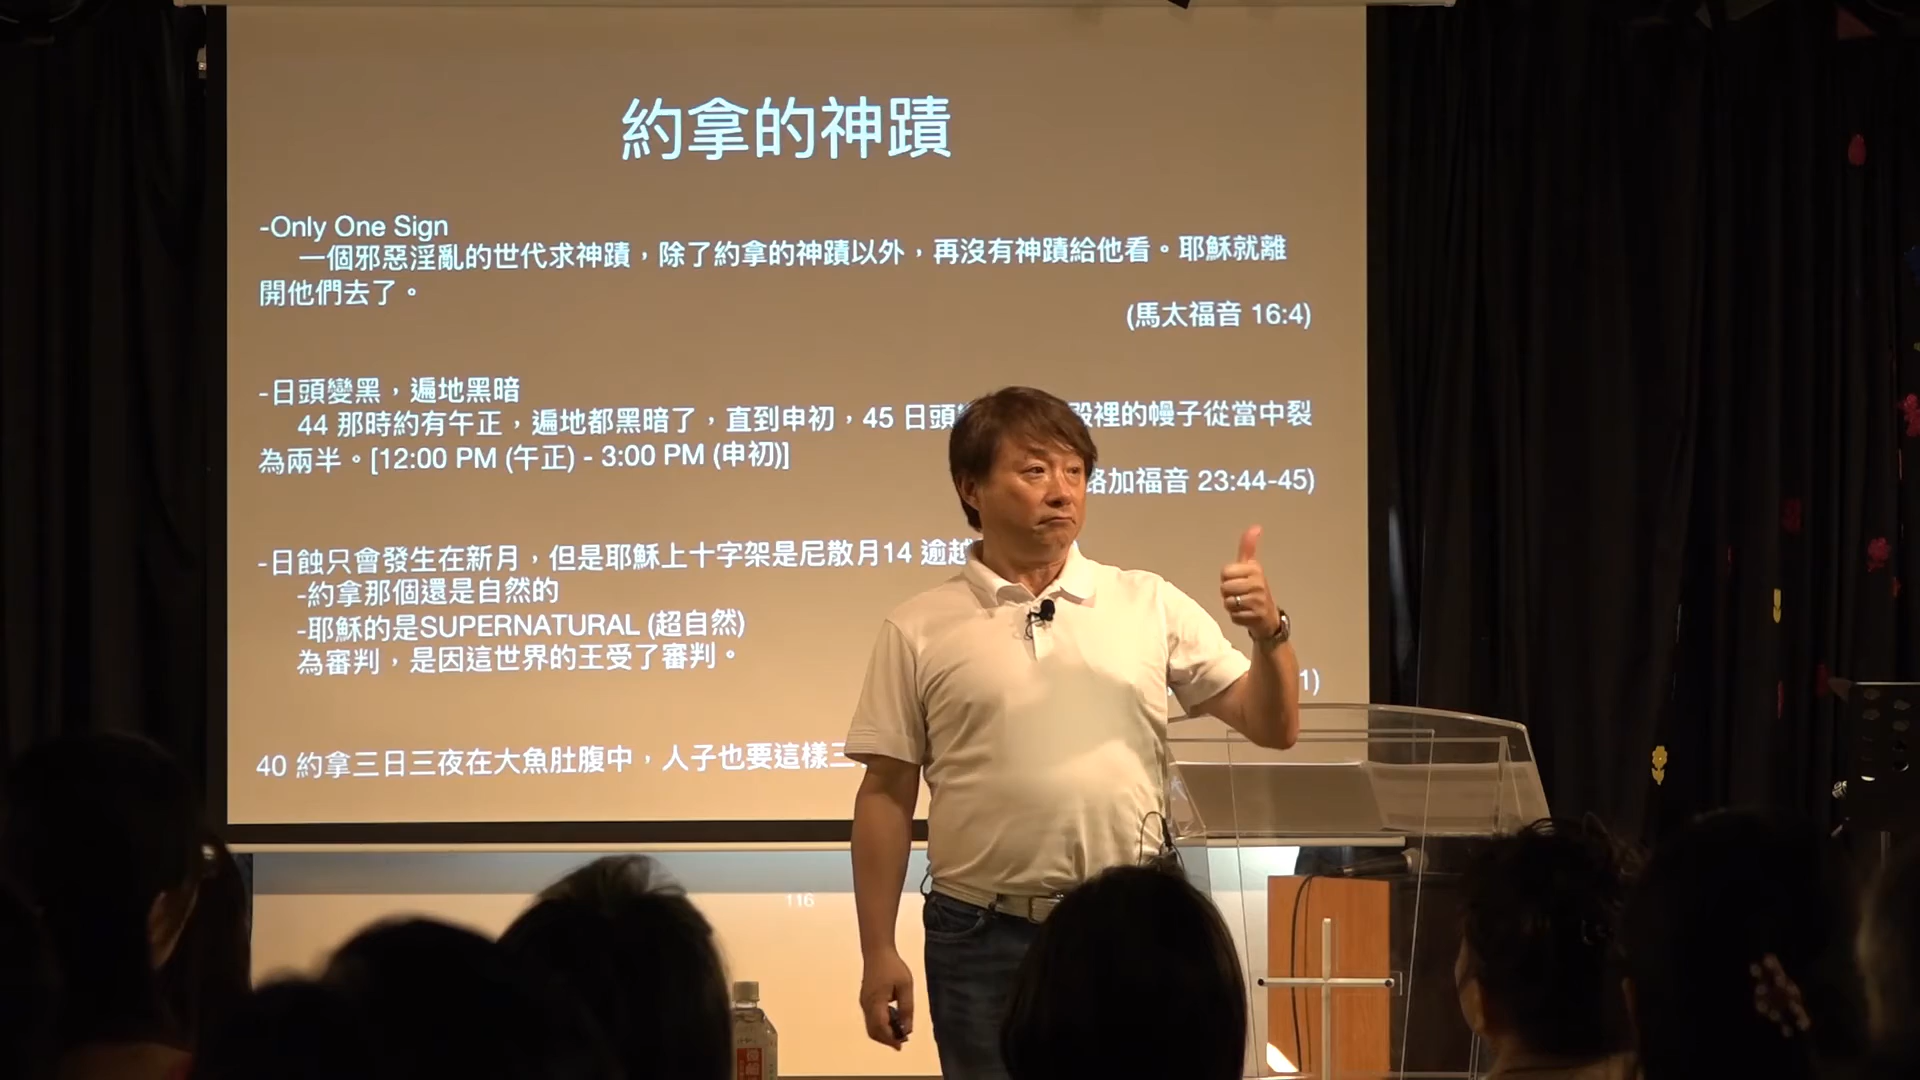 約拿的神蹟
-Only One Sign
一個邪惡淫亂的世代求神蹟，除了約拿的神蹟以外，再沒有神蹟給他看。耶穌就離
開他們去了。
(馬太福音 16:4)
-日頭變黑，遍地黑暗
44 那時約有午正，遍地都黑暗了，直到申初，45 日頭 裡的幔子從當中裂
為兩半。[12:00 PM (午正) - 3:00 PM (申初)]
加福音 23:44-45)
-日蝕只會發生在新月，但是耶穌上十字架是尼散月14 逾越
-約拿那個還是自然的
-耶穌的是SUPERNATURAL (超自然)
為審判，是因這世界的王受了審判。
1)
40 約拿三日三夜在大魚肚腹中，人子也要這樣三
116